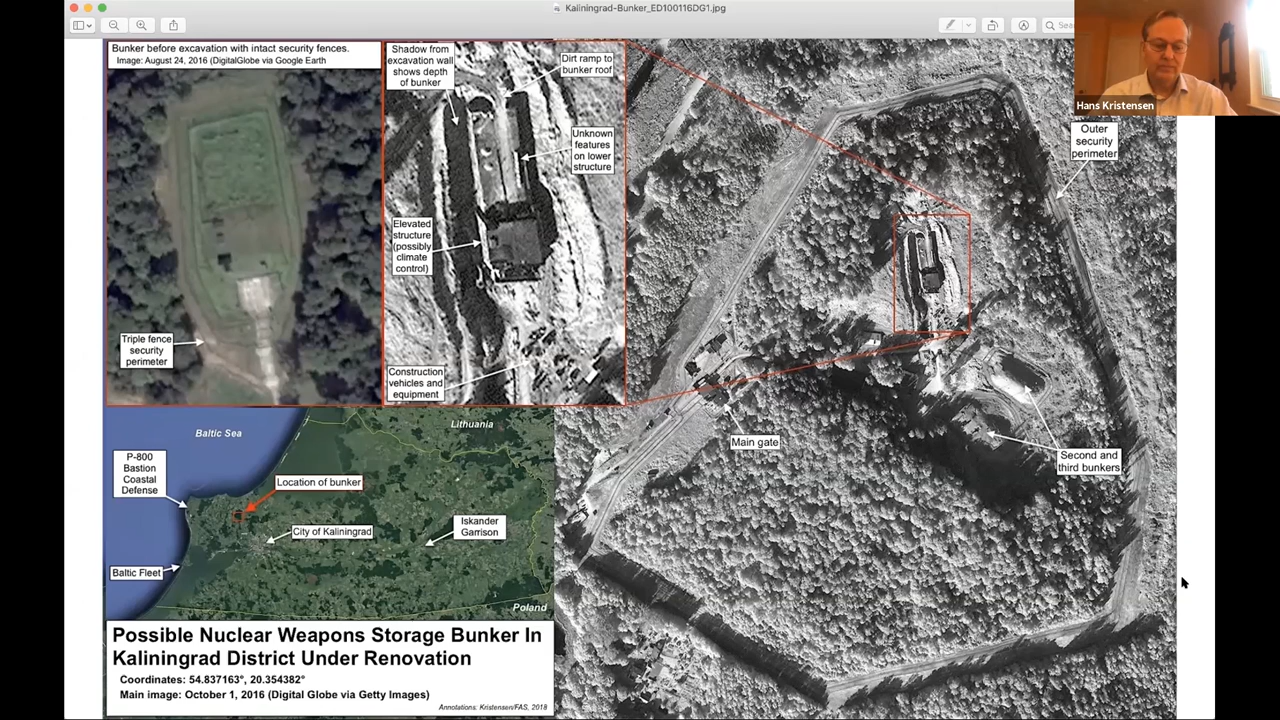 Kaliningrad-Bunker_ED100116DG1.jpg
Sea
Hans Kristensen
Bunker before excavation with intact security fences.
Image: August 24, 2016 (DigitalGlobe via Google Earth
Triple fence
security
perimeter
Shadow from
excavation wall
shows depth
of bunker
Dirt ramp to
bunker roof
Unknown
features
on lower
structure
Elevated
structure
(possibly
climate
control)
Construction
vehicles and
equipment
Outer
security
perimeter
Main gate
Second and
third bunkers
Baltic Sea
Lithuania
P-800
Bastion
Coastal
Defense
Location of bunker
City of Kaliningrad
Iskander
Garrison
Baltic Fleet
Poland
Possible Nuclear Weapons Storage Bunker In
Kaliningrad District Under Renovation
Coordinates: 54.837163°, 20.354382°
Main image: October 1, 2016 (Digital Globe via Getty Images)
Annotations: Kristensen/FAS, 2018